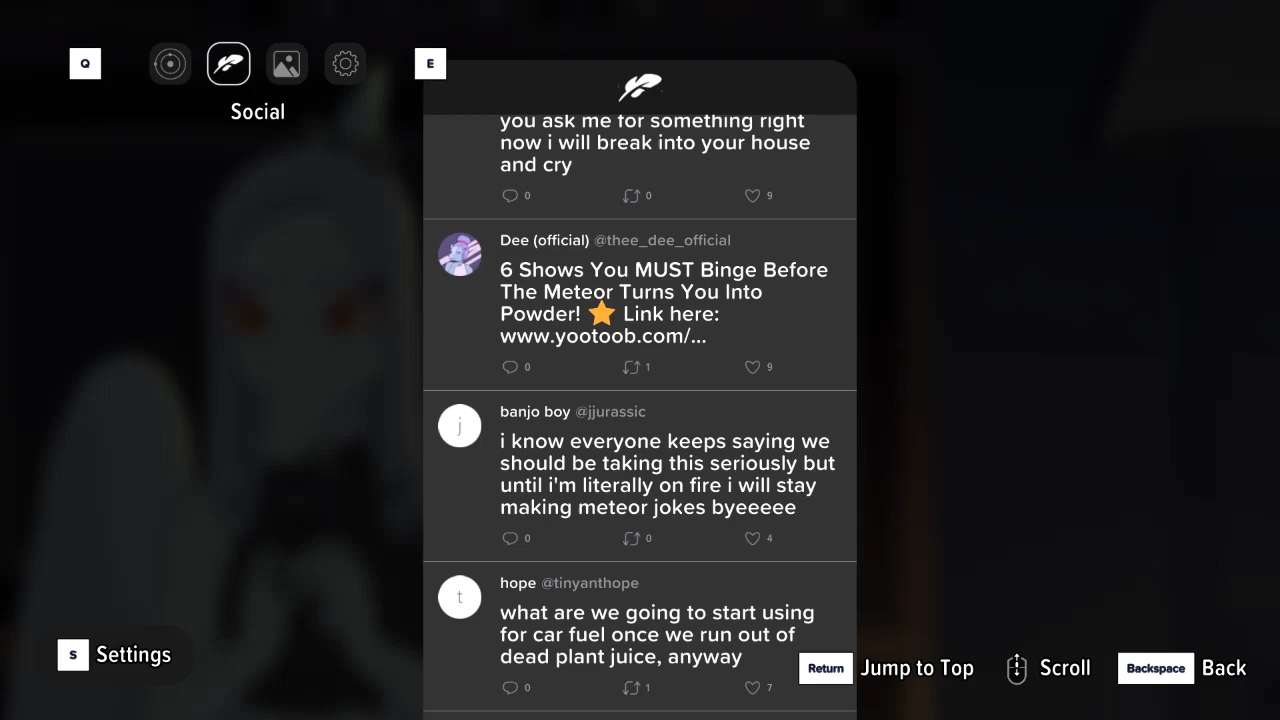 Q
E
Social
you ask me for something right
now i will break into your house
and cry
0 0 9
Dee (official) @thee_dee_official
6 Shows You MUST Binge Before
The Meteor Turns You Into
Powder! ⭐ Link here:
www.yootoob.com/...
0 1 9
j
banjo boy @jjurassic
i know everyone keeps saying we
should be taking this seriously but
until i'm literally on fire i will stay
making meteor jokes byeeeee
0 0 4
t
hope @tinyanthope
what are we going to start using
for car fuel once we run out of
dead plant juice, anyway
0 1 7
S Settings
Return Jump to Top Scroll Backspace Back